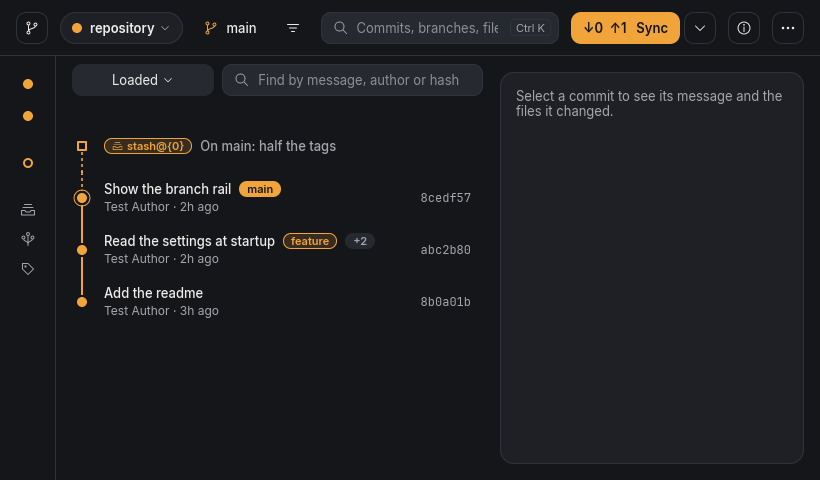 repository
main
Commits, branches, file
Ctrl K
↓0 ↑1 Sync
Loaded
Find by message, author or hash
Select a commit to see its message and the
files it changed.
stash@{0} On main: half the tags
Show the branch rail main
Test Author · 2h ago
8cedf57
Read the settings at startup feature +2
Test Author · 2h ago
abc2b80
Add the readme
Test Author · 3h ago
8b0a01b